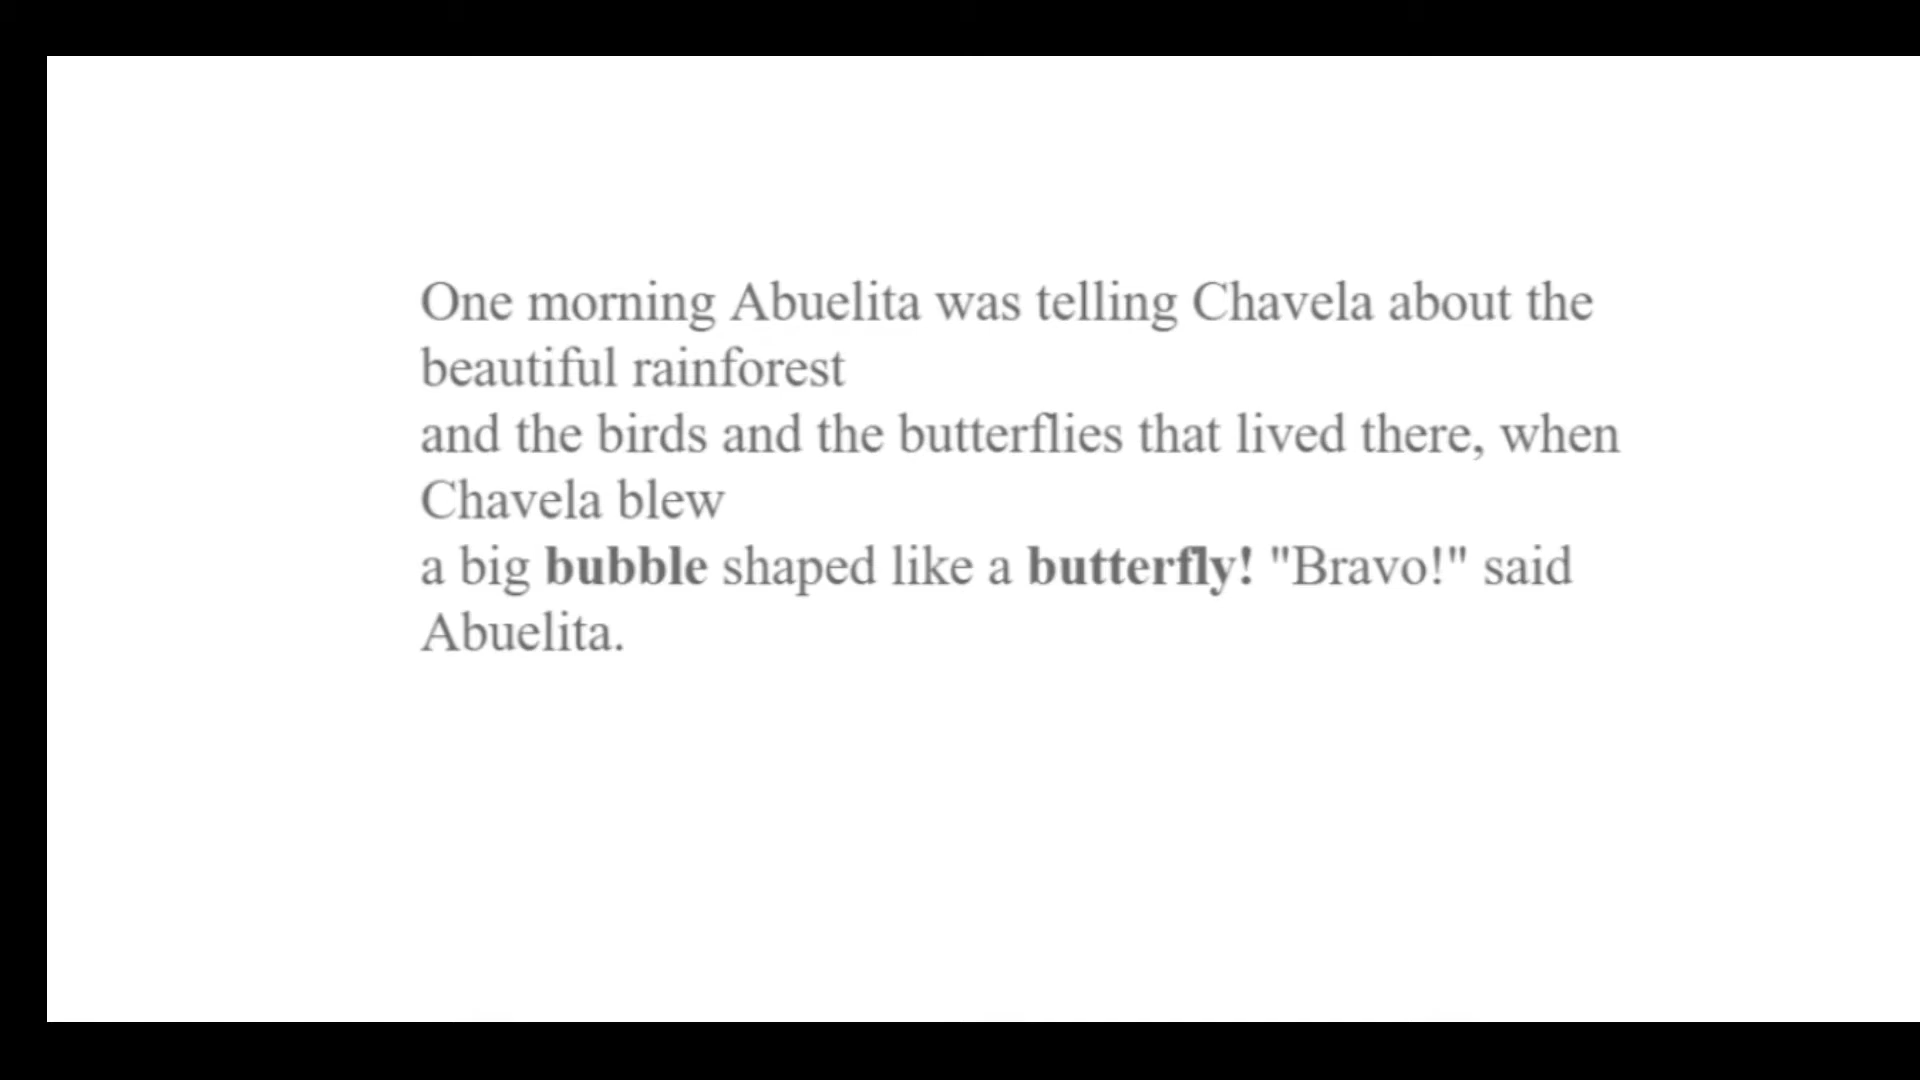 One morning Abuelita was telling Chavela about the
beautiful rainforest
and the birds and the butterflies that lived there, when
Chavela blew
a big bubble shaped like a butterfly! "Bravo!" said
Abuelita.